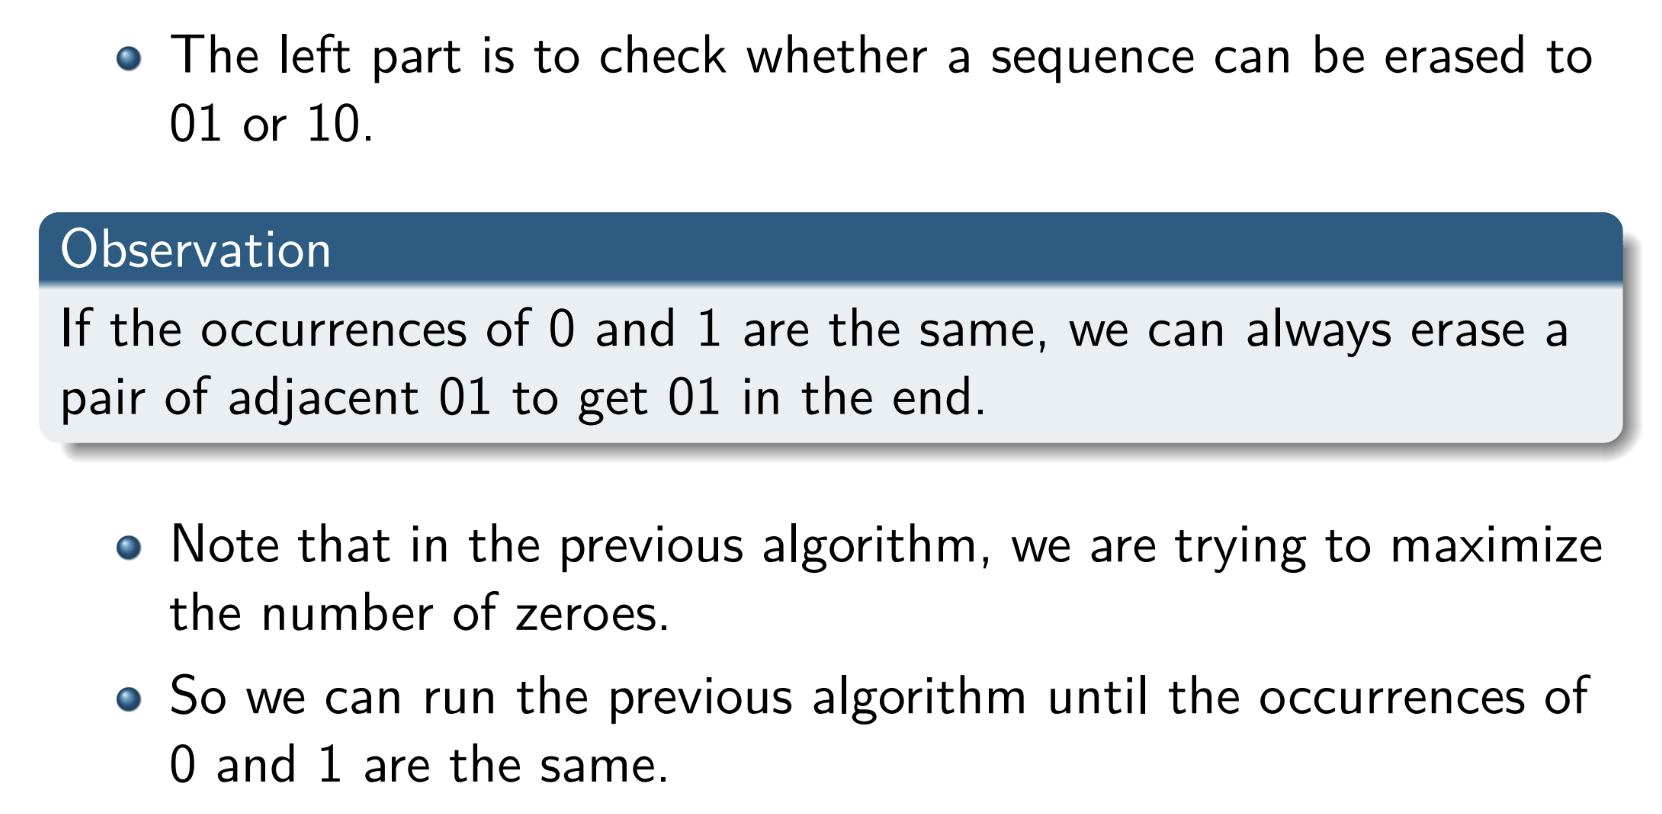 The left part is to check whether a sequence can be erased to
01 or 10.
Observation
If the occurrences of 0 and 1 are the same, we can always erase a
pair of adjacent 01 to get 01 in the end.
Note that in the previous algorithm, we are trying to maximize
the number of zeroes.
So we can run the previous algorithm until the occurrences of
0 and 1 are the same.